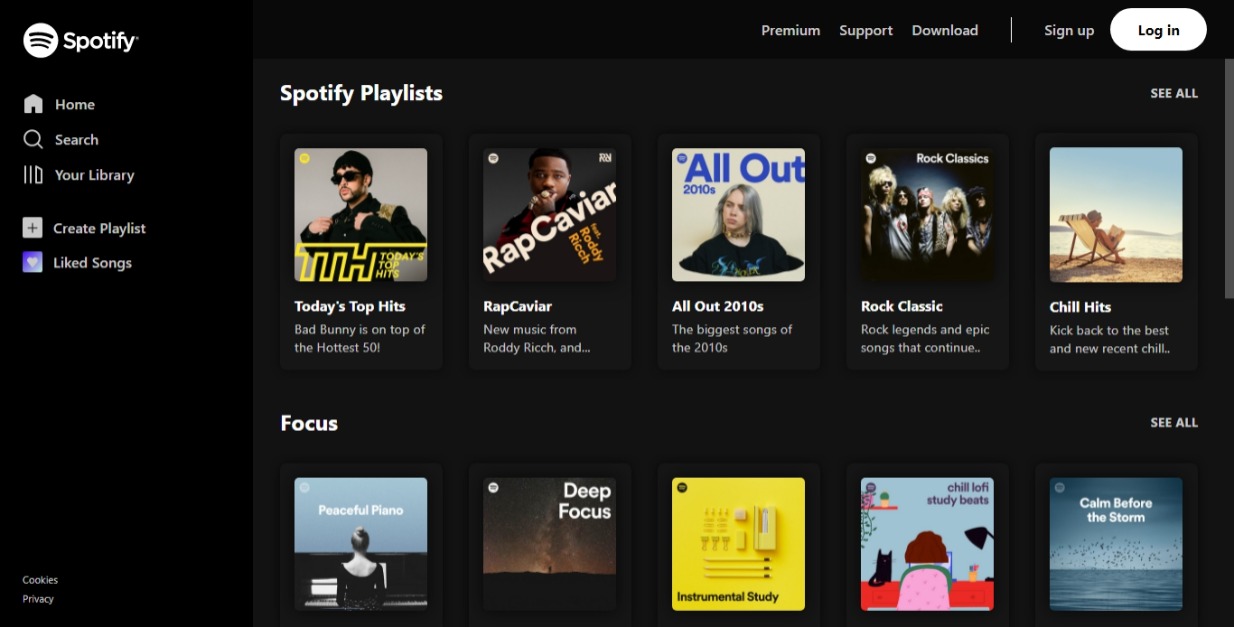 Spotify
Premium
Support
Download
Sign up
Log in
Home
Search
Your Library
Create Playlist
Liked Songs
Cookies
Privacy
Spotify Playlists
SEE ALL
TTH TODAY'S
TOP
HITS
Today's Top Hits
Bad Bunny is on top of
the Hottest 50!
RapCaviar
feat.
Roddy
Ricch
RapCaviar
New music from
Roddy Ricch, and...
All Out
2010s
All Out 2010s
The biggest songs of
the 2010s
Rock Classics
Rock Classic
Rock legends and epic
songs that continue..
Chill Hits
Kick back to the best
and new recent chill..
Focus
SEE ALL
Peaceful Piano
Deep
Focus
Instrumental Study
chill lofi
study beats
Calm Before
the Storm